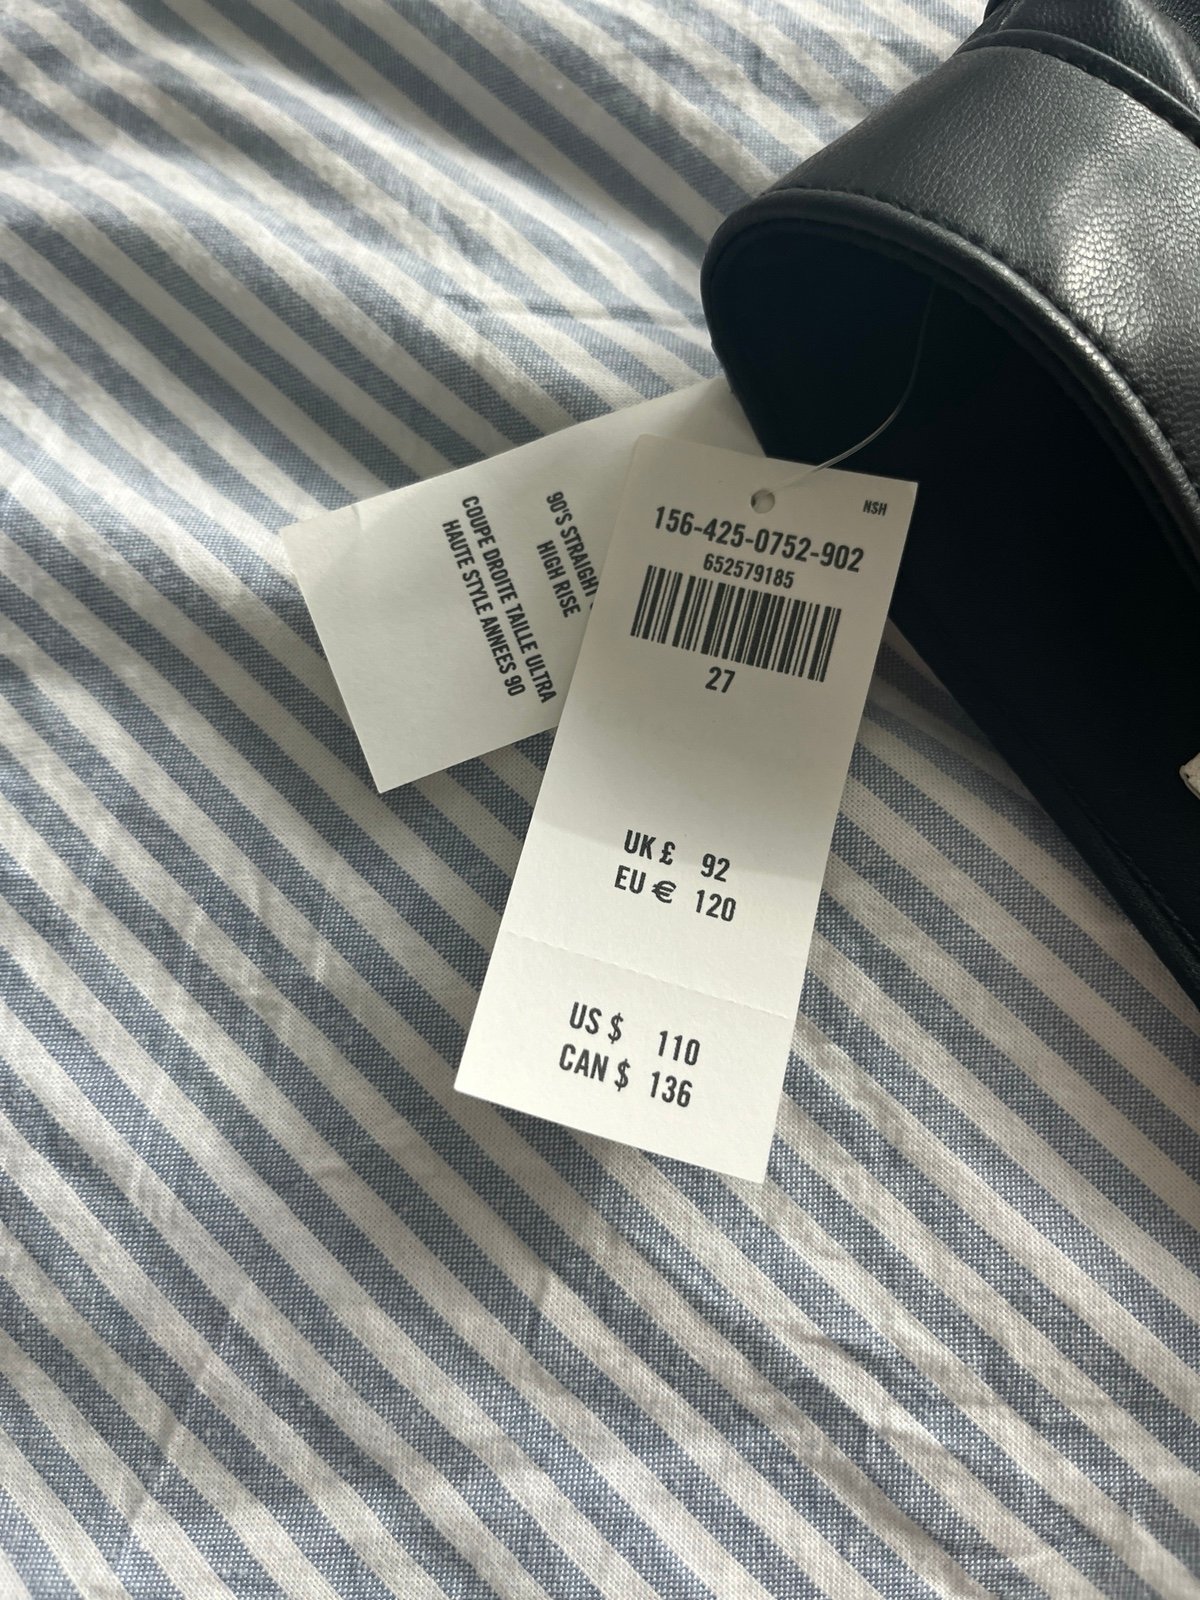 NSH
156-425-0752-902
652579185
27
UK £ 92
EU € 120
US $ 110
CAN $ 136
90'S STRAIGHT
HIGH RISE
COUPE DROITE TAILLE ULTRA
HAUTE STYLE ANNEES 90